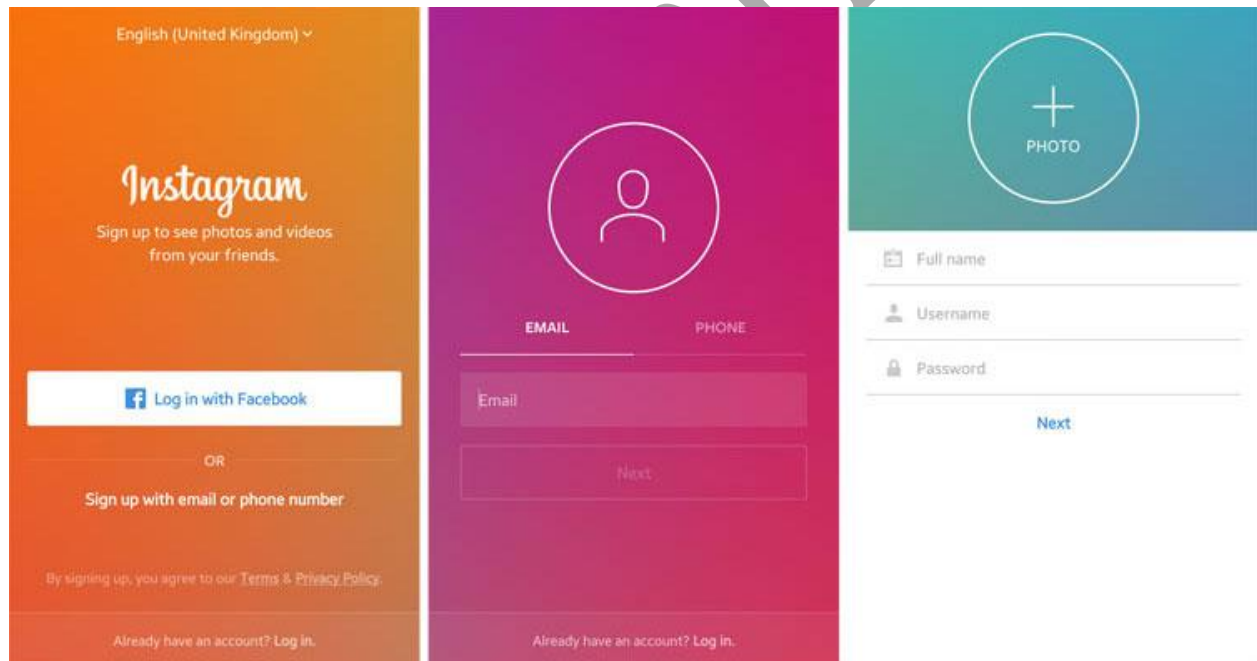 English (United Kingdom)
Instagram
Sign up to see photos and videos
from your friends.
Log in with Facebook
OR
Sign up with email or phone number
By signing up, you agree to our Terms & Privacy Policy.
Already have an account? Log in.
EMAIL PHONE
Email
Next
Already have an account? Log in.
PHOTO
Full name
Username
Password
Next